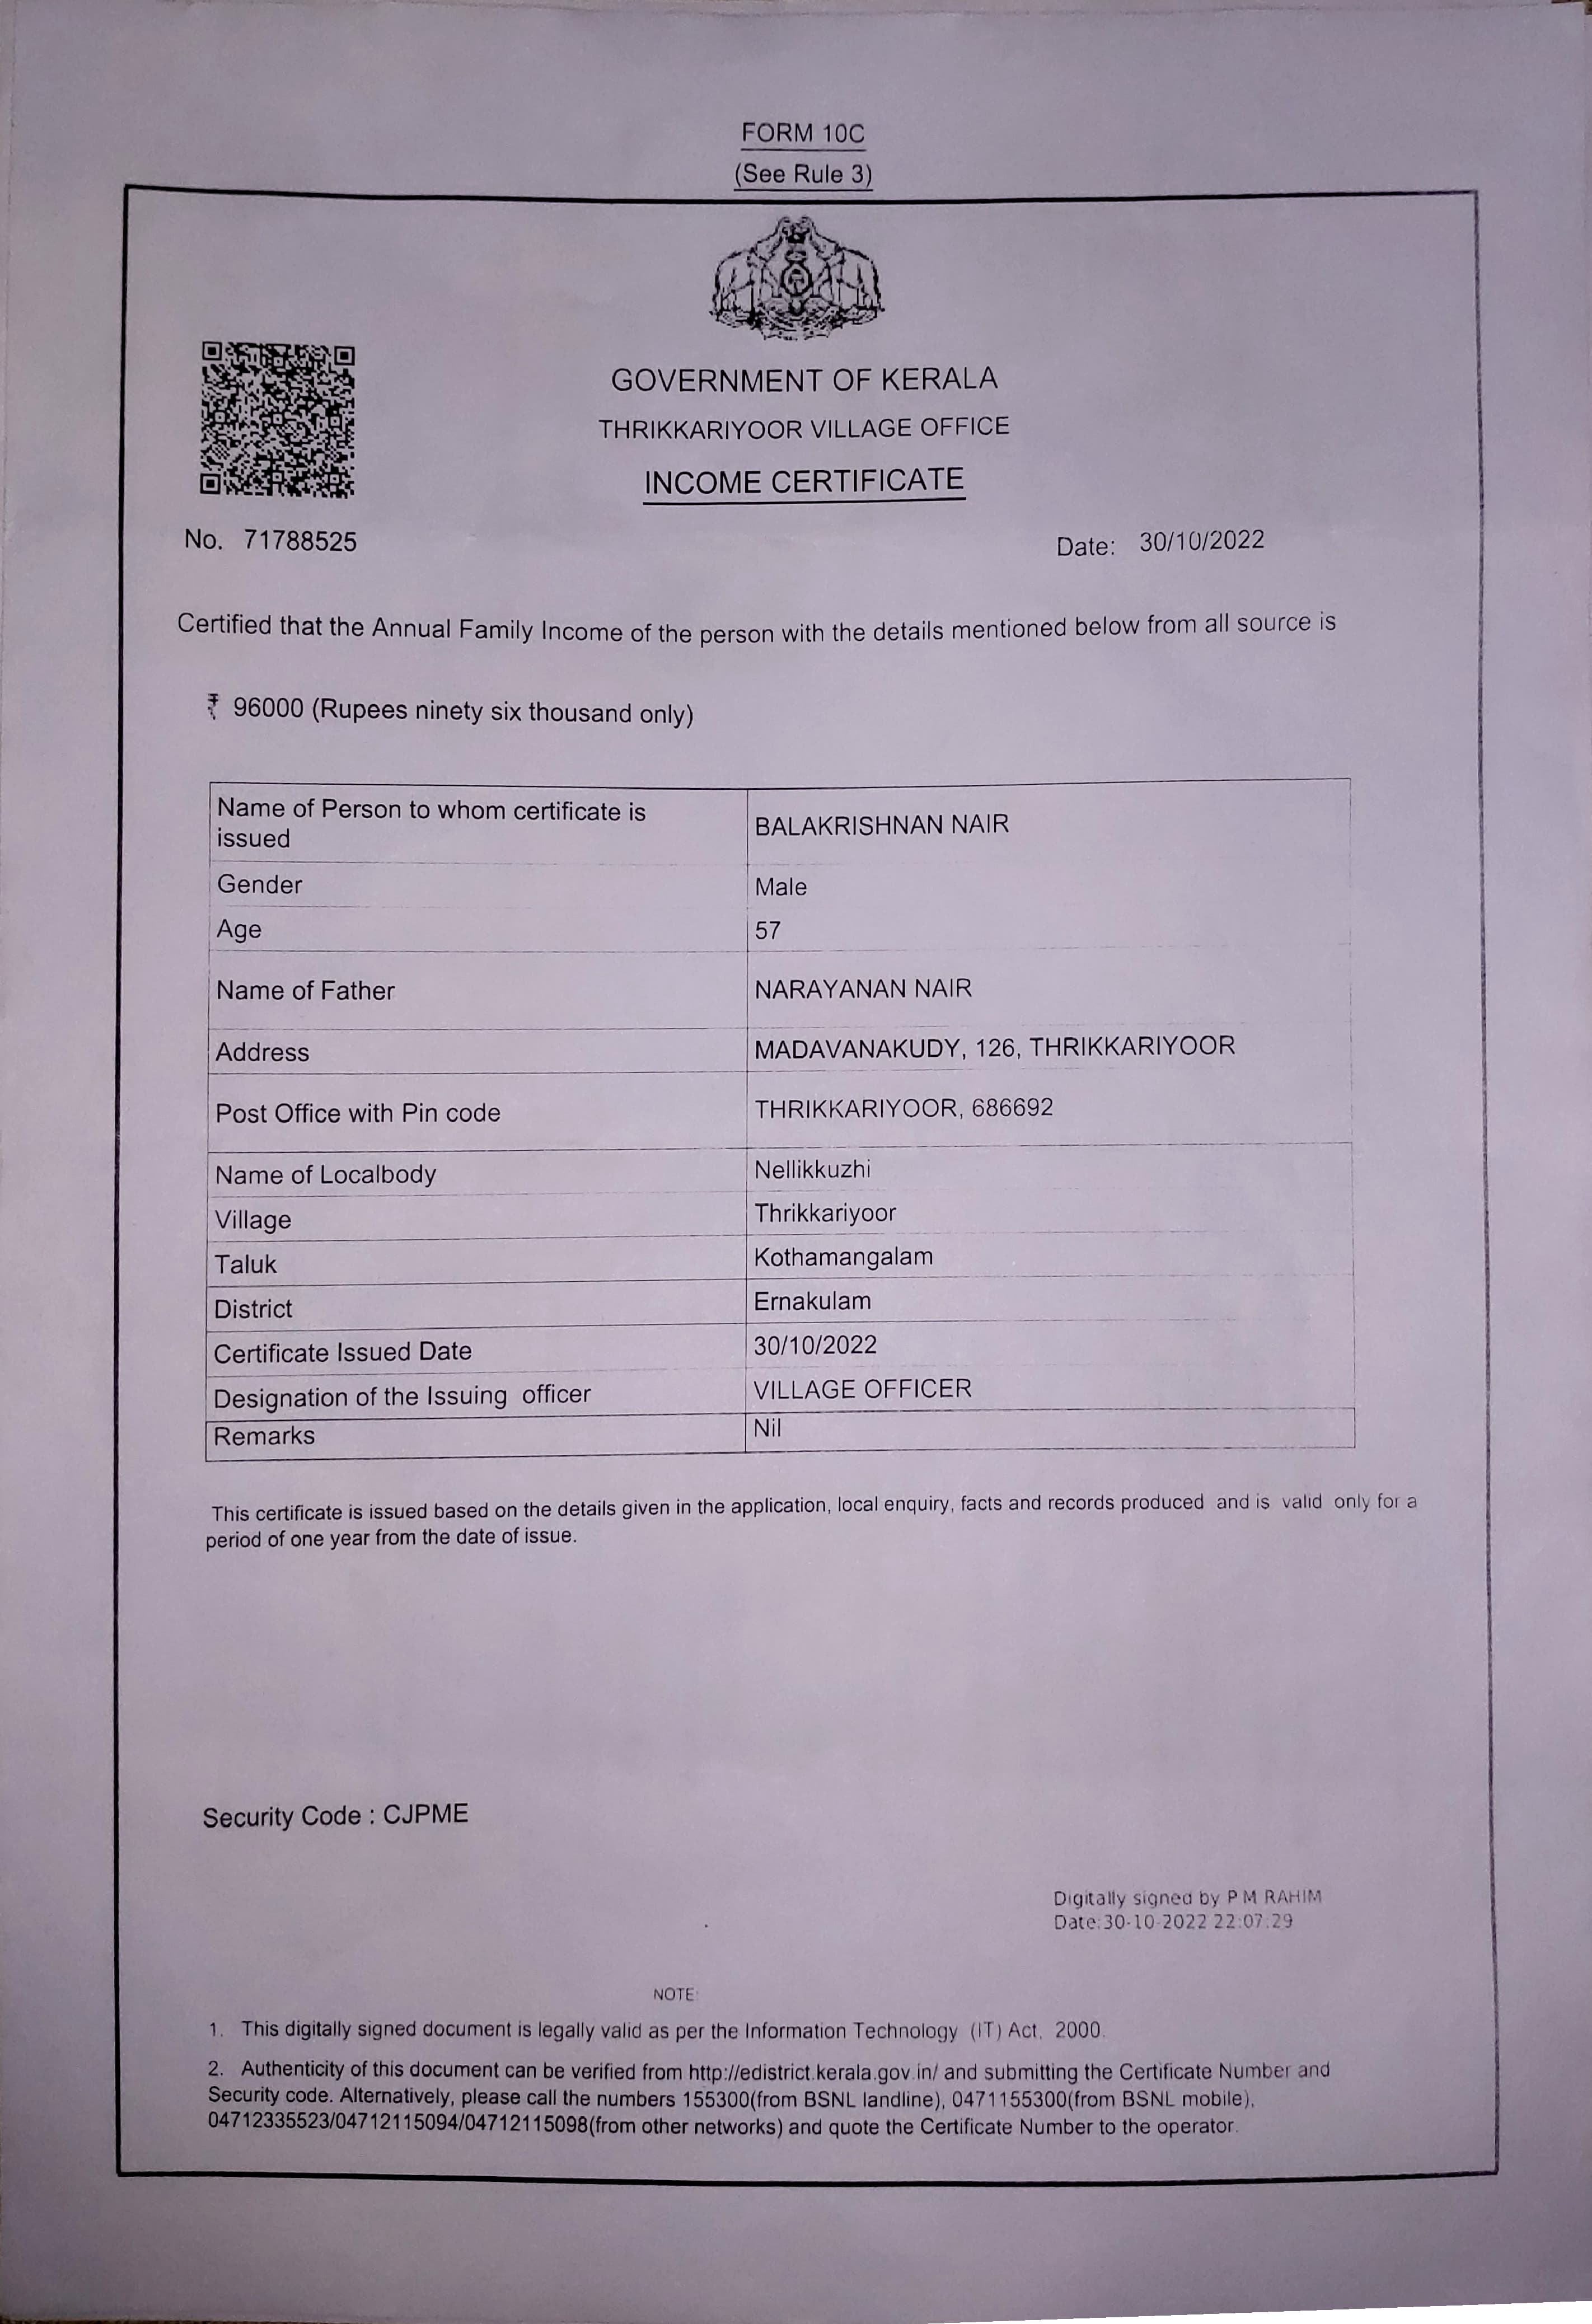 FORM 10C
(See Rule 3)
GOVERNMENT OF KERALA
THRIKKARIYOOR VILLAGE OFFICE
INCOME CERTIFICATE
No. 71788525 Date: 30/10/2022
Certified that the Annual Family Income of the person with the details mentioned below from all source is
₹ 96000 (Rupees ninety six thousand only)
Name of Person to whom certificate is
issued BALAKRISHNAN NAIR
Gender Male
Age 57
Name of Father NARAYANAN NAIR
Address MADAVANAKUDY, 126, THRIKKARIYOOR
Post Office with Pin code THRIKKARIYOOR, 686692
Name of Localbody Nellikkuzhi
Village Thrikkariyoor
Taluk Kothamangalam
District Ernakulam
Certificate Issued Date 30/10/2022
Designation of the Issuing officer VILLAGE OFFICER
Remarks Nil
This certificate is issued based on the details given in the application, local enquiry, facts and records produced and is valid only for a
period of one year from the date of issue.
Security Code : CJPME
Digitally signed by P M RAHIM
Date:30-10-2022 22:07:29
NOTE:
1. This digitally signed document is legally valid as per the Information Technology (IT) Act, 2000.
2. Authenticity of this document can be verified from http://edistrict.kerala.gov.in/ and submitting the Certificate Number and
Security code. Alternatively, please call the numbers 155300(from BSNL landline), 0471155300(from BSNL mobile),
04712335523/04712115094/04712115098(from other networks) and quote the Certificate Number to the operator.